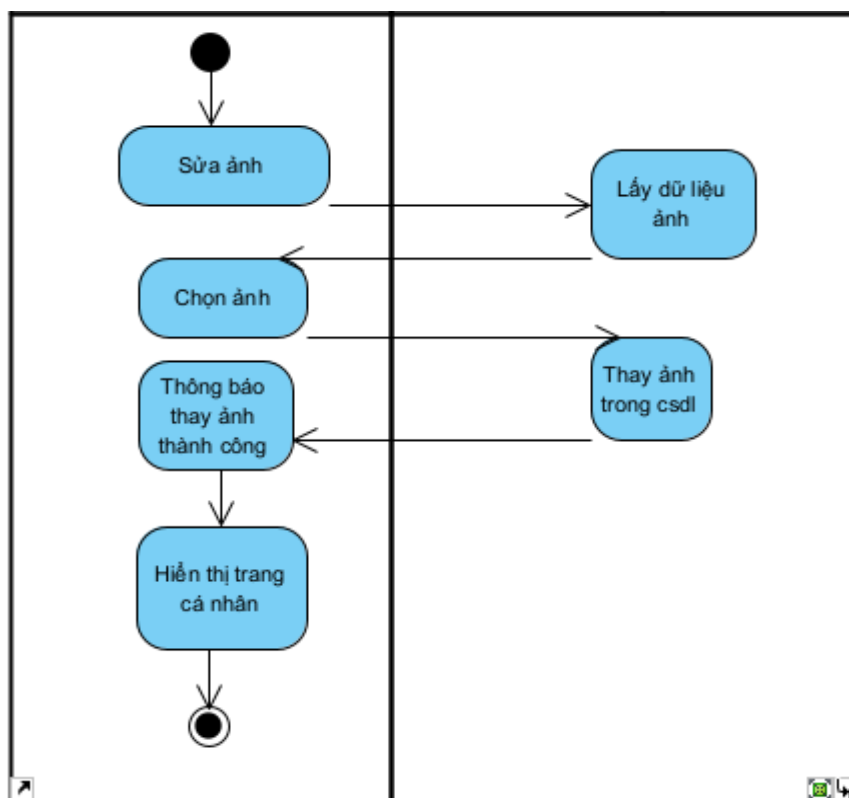 Sửa ảnh
Lấy dữ liệu
ảnh
Chọn ảnh
Thay ảnh
trong csdl
Thông báo
thay ảnh
thành công
Hiển thị trang
cá nhân